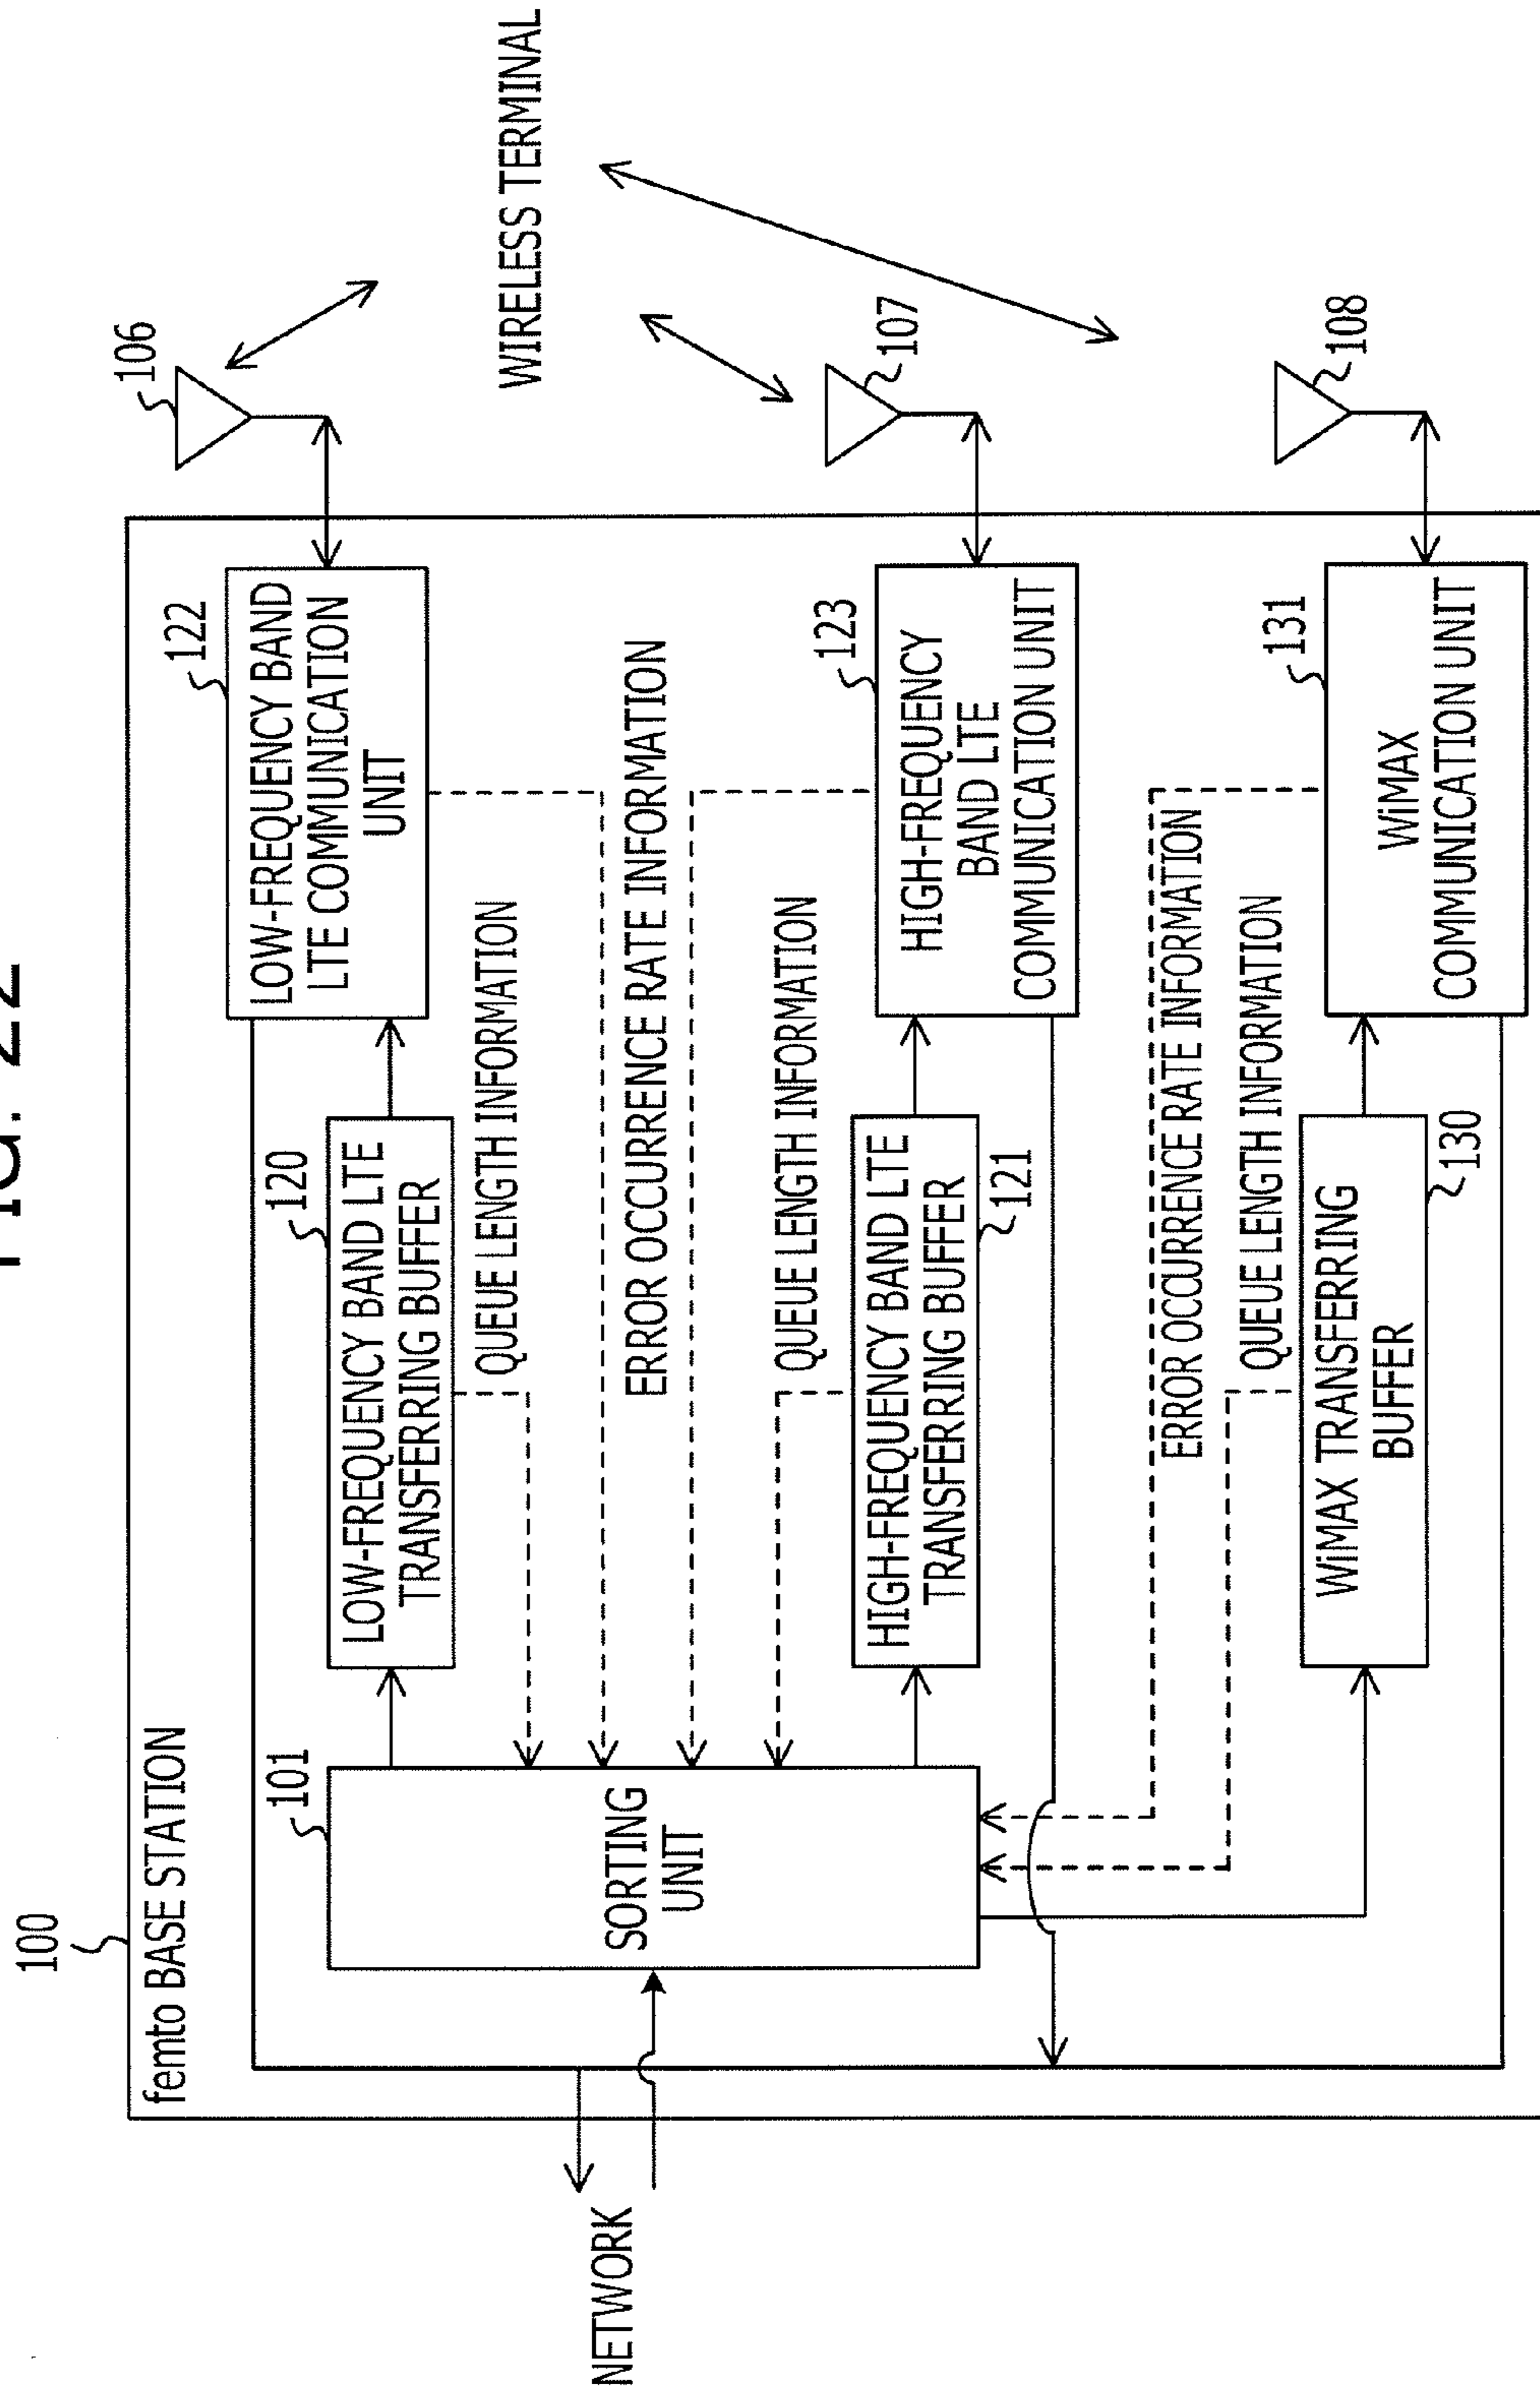 FIG. 22
100
femto BASE STATION
NETWORK
101
SORTING
UNIT
120
LOW-FREQUENCY BAND LTE
TRANSFERRING BUFFER
QUEUE LENGTH INFORMATION
122
LOW-FREQUENCY BAND
LTE COMMUNICATION
UNIT
106
ERROR OCCURRENCE RATE INFORMATION
WIRELESS TERMINAL
QUEUE LENGTH INFORMATION
HIGH-FREQUENCY BAND LTE
TRANSFERRING BUFFER
121
123
HIGH-FREQUENCY
BAND LTE
COMMUNICATION UNIT
107
ERROR OCCURRENCE RATE INFORMATION
QUEUE LENGTH INFORMATION
WiMAX TRANSFERRING
BUFFER
130
131
WiMAX
COMMUNICATION UNIT
108